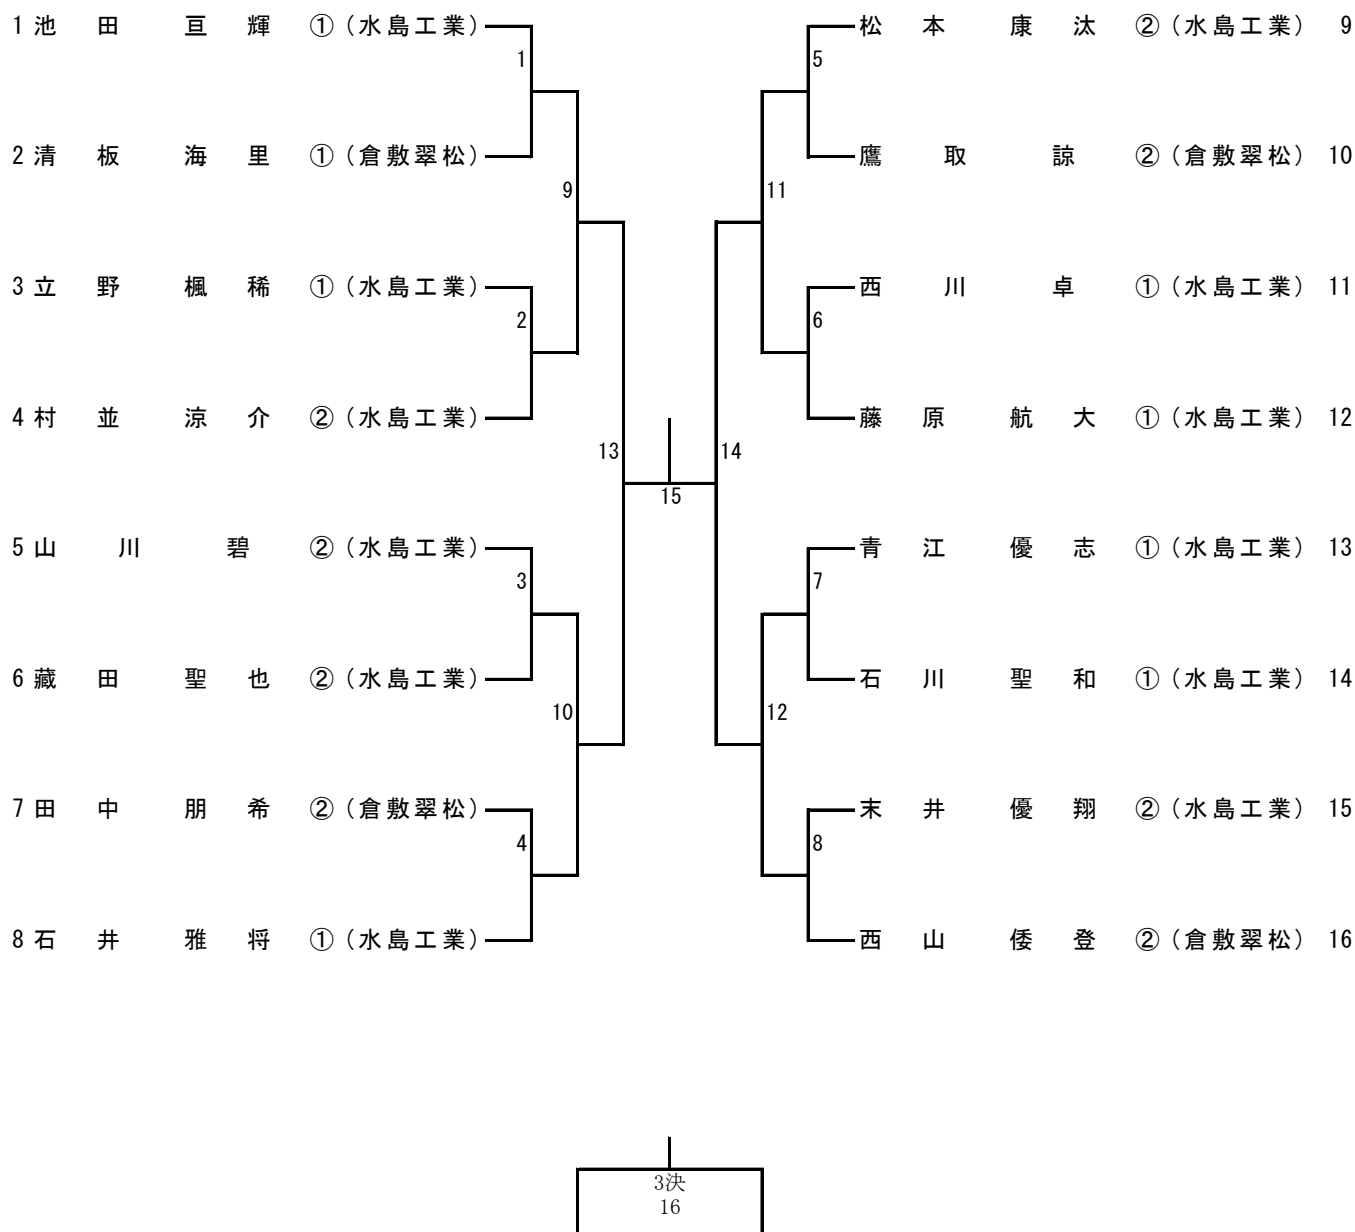 1 池田 亘輝 ① (水島工業)
松本 康汰 ② (水島工業) 9
1
5
2 清板 海里 ① (倉敷翠松)
鷹取 諒 ② (倉敷翠松) 10
9
11
3 立野 楓稀 ① (水島工業)
西川 卓 ① (水島工業) 11
2
6
4 村並 涼介 ② (水島工業)
藤原 航大 ① (水島工業) 12
13
14
15
5 山川 碧 ② (水島工業)
青江 優志 ① (水島工業) 13
3
7
6 藏田 聖也 ② (水島工業)
石川 聖和 ① (水島工業) 14
10
12
7 田中 朋希 ② (倉敷翠松)
末井 優翔 ② (水島工業) 15
4
8
8 石井 雅将 ① (水島工業)
西山 倭登 ② (倉敷翠松) 16
3決
16